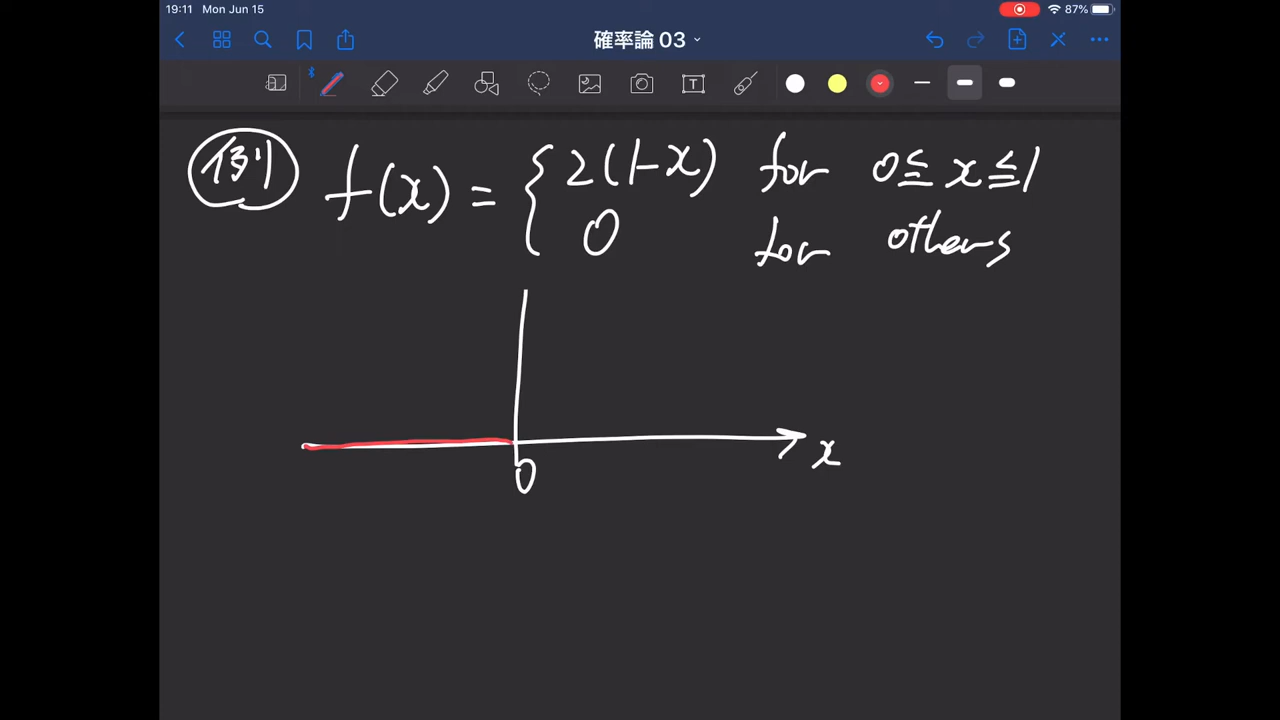 19:11 Mon Jun 15
87%
確率論 03
T
例 f(x) = { 2(1-x) for 0≦x≦1
0 for others
x
0